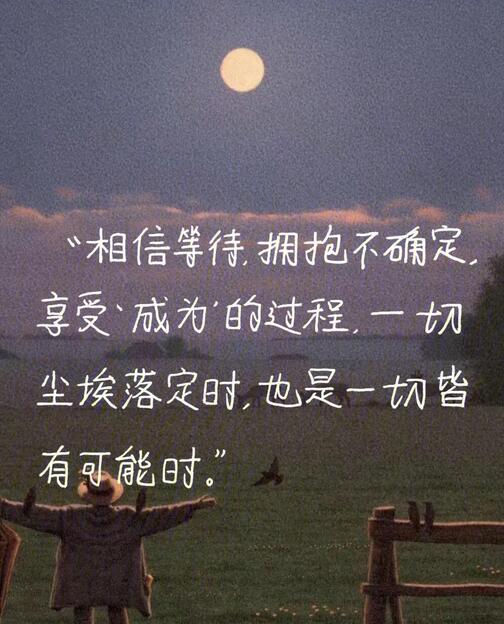 “相信等待,拥抱不确定,
享受‘成为’的过程,一切
尘埃落定时,也是一切皆
有可能时。”